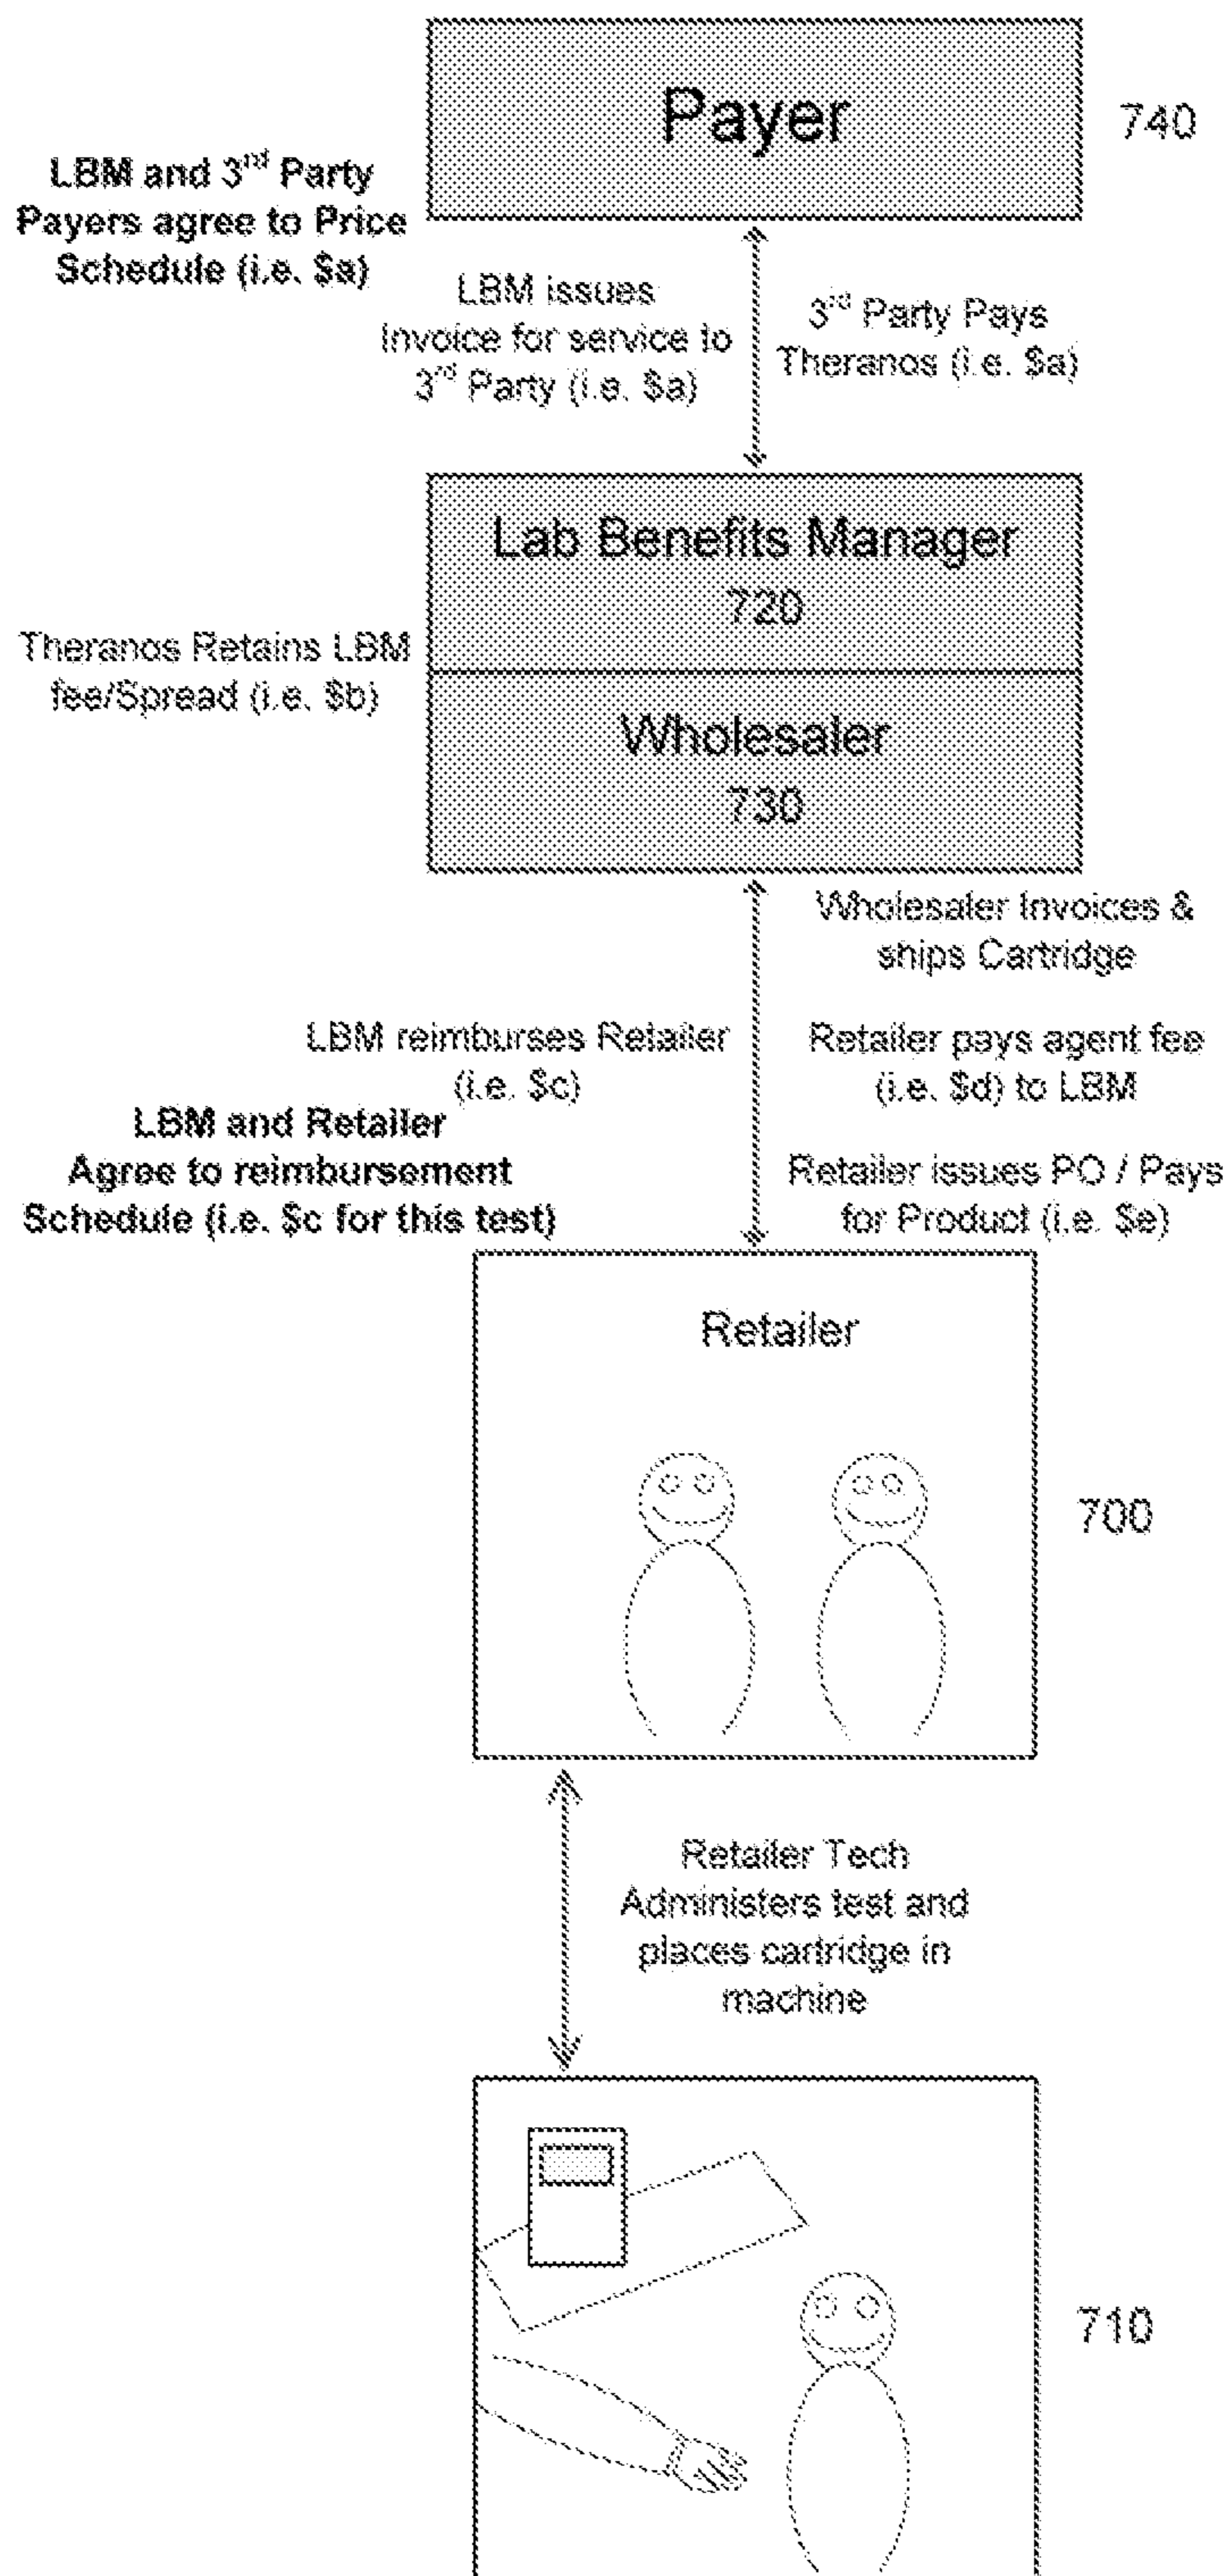 Payer
740
LBM and 3rd Party
Payers agree to Price
Schedule (i.e. $a)
LBM issues
Invoice for service to
3rd Party (i.e. $a)
3rd Party Pays
Theranos (i.e. $a)
Lab Benefits Manager
720
Theranos Retains LBM
fee/Spread (i.e. $b)
Wholesaler
730
Wholesaler Invoices &
ships Cartridge
LBM reimburses Retailer
(i.e. $c)
Retailer pays agent fee
(i.e. $d) to LBM
LBM and Retailer
Agree to reimbursement
Schedule (i.e. $c for this test)
Retailer issues PO / Pays
for Product (i.e. $e)
Retailer
700
Retailer Tech
Administers test and
places cartridge in
machine
710